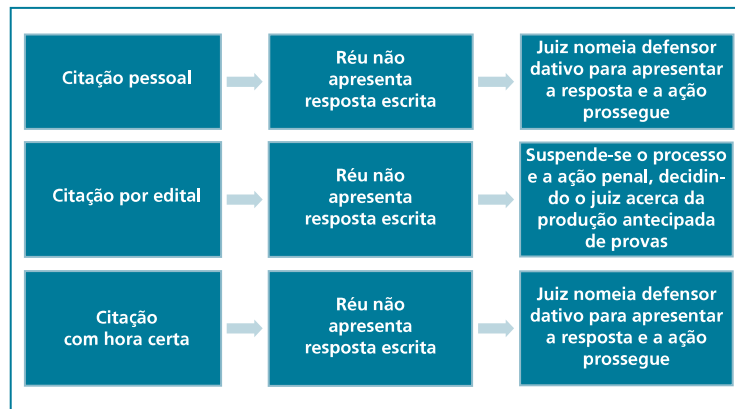 Citação pessoal
Réu não
apresenta
resposta escrita
Juiz nomeia defensor
dativo para apresentar
a resposta e a ação
prossegue
Citação por edital
Réu não
apresenta
resposta escrita
Suspende-se o processo
e a ação penal, decidin-
do o juiz acerca da
produção antecipada
de provas
Citação
com hora certa
Réu não
apresenta
resposta escrita
Juiz nomeia defensor
dativo para apresentar
a resposta e a ação
prossegue